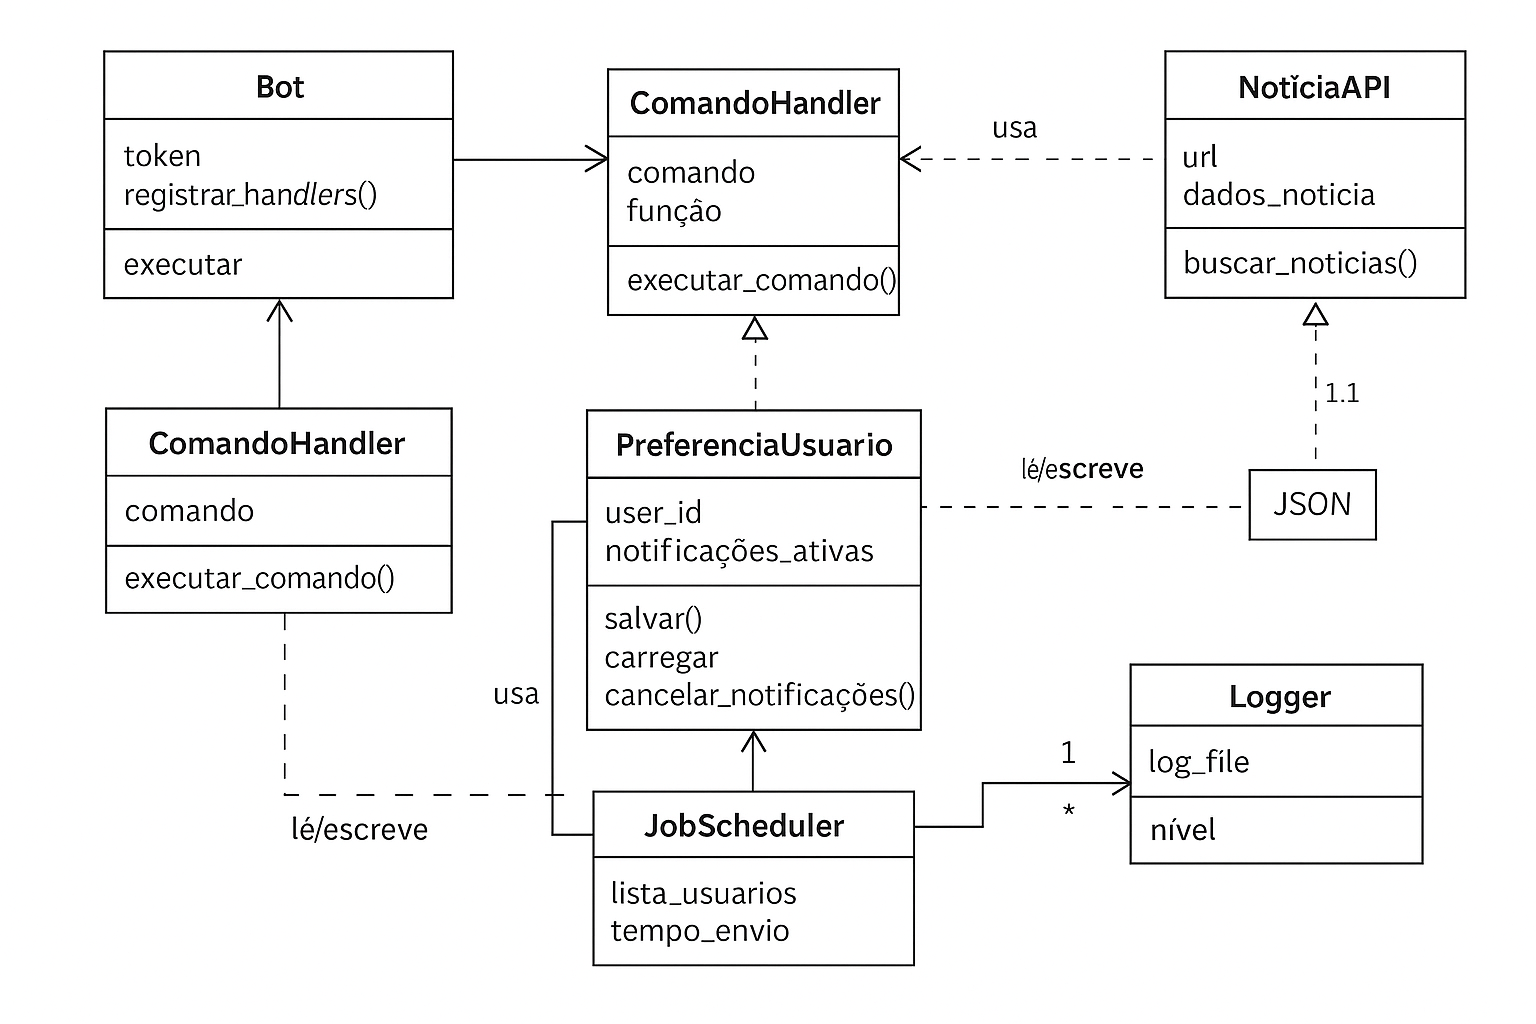 Bot
token
registrar_handlers()
executar
ComandoHandler
comando
função
executar_comando()
usa
NotíciaAPI
url
dados_noticia
buscar_noticias()
1.1
ComandoHandler
comando
executar_comando()
lé/escreve
PreferenciaUsuario
user_id
notificações_ativas
salvar()
carregar
cancelar_notificações()
lé/escreve
JSON
usa
JobScheduler
lista_usuarios
tempo_envio
1
*
Logger
log_file
nível